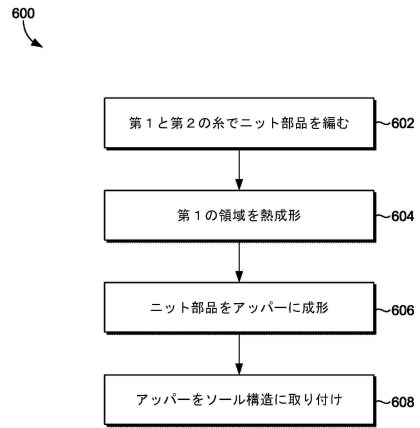 600
第1と第2の糸でニット部品を編む
602
第1の領域を熱成形
604
ニット部品をアッパーに成形
606
アッパーをソール構造に取り付け
608